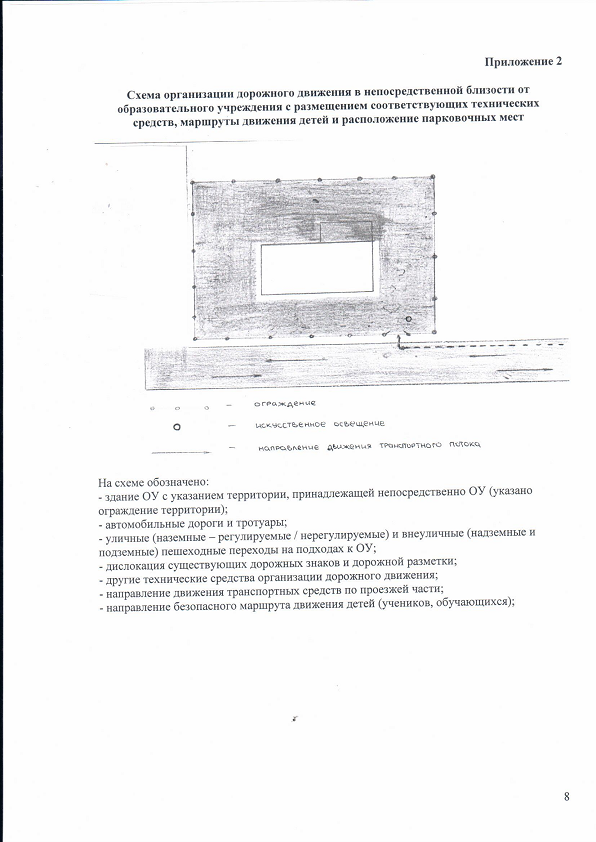 Приложение 2
Схема организации дорожного движения в непосредственной близости от
образовательного учреждения с размещением соответствующих технических
средств, маршруты движения детей и расположение парковочных мест
– ограждение
– искусственное освещение
– направление движения транспортного потока
На схеме обозначено:
- здание ОУ с указанием территории, принадлежащей непосредственно ОУ (указано
ограждение территории);
- автомобильные дороги и тротуары;
- уличные (наземные – регулируемые / нерегулируемые) и внеуличные (надземные и
подземные) пешеходные переходы на подходах к ОУ;
- дислокация существующих дорожных знаков и дорожной разметки;
- другие технические средства организации дорожного движения;
- направление движения транспортных средств по проезжей части;
- направление безопасного маршрута движения детей (учеников, обучающихся);
8